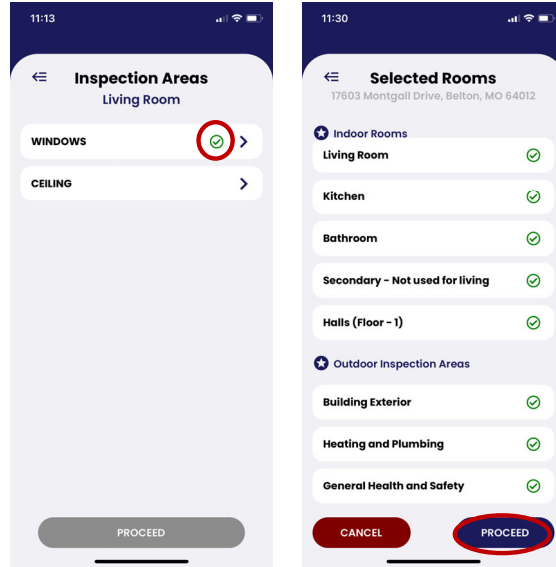 11:13
Inspection Areas
Living Room
WINDOWS
CEILING
PROCEED
11:30
Selected Rooms
17603 Montgall Drive, Belton, MO 64012
Indoor Rooms
Living Room
Kitchen
Bathroom
Secondary - Not used for living
Halls (Floor - 1)
Outdoor Inspection Areas
Building Exterior
Heating and Plumbing
General Health and Safety
CANCEL
PROCEED